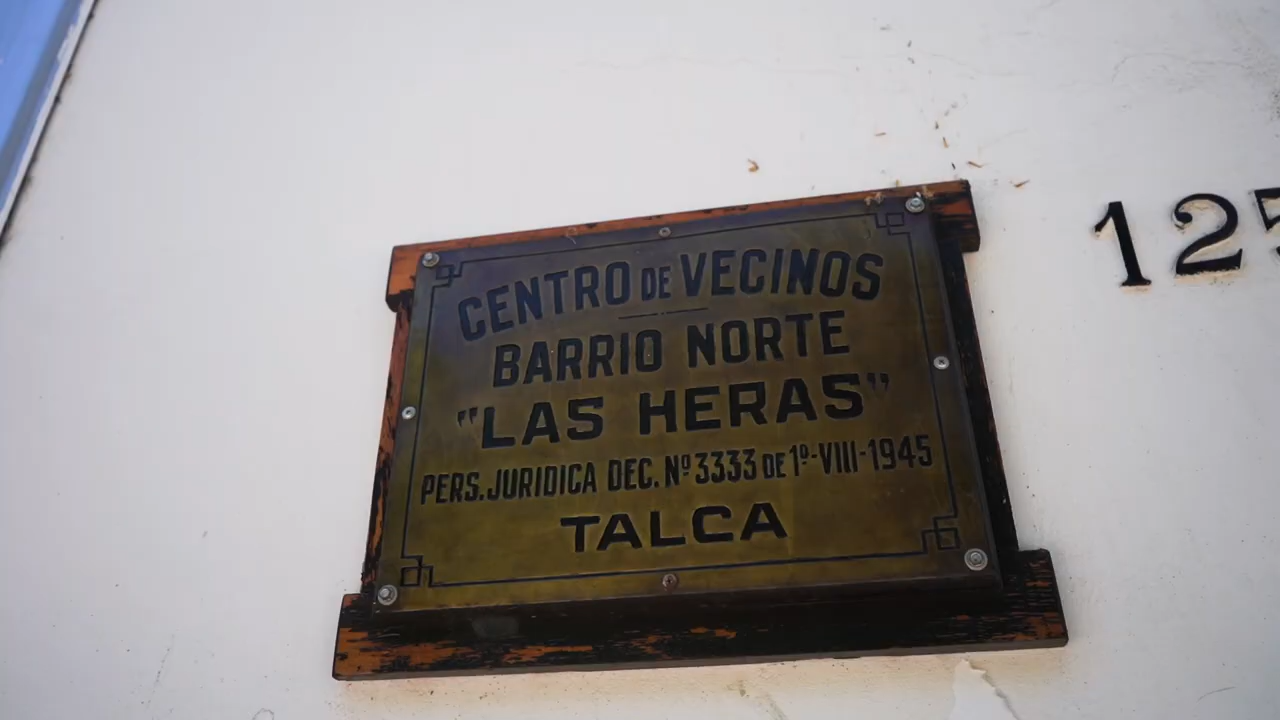 CENTRO DE VECINOS
BARRIO NORTE
"LAS HERAS"
PERS. JURIDICA DEC. Nº 3333 DE 1º-VIII-1945
TALCA
125